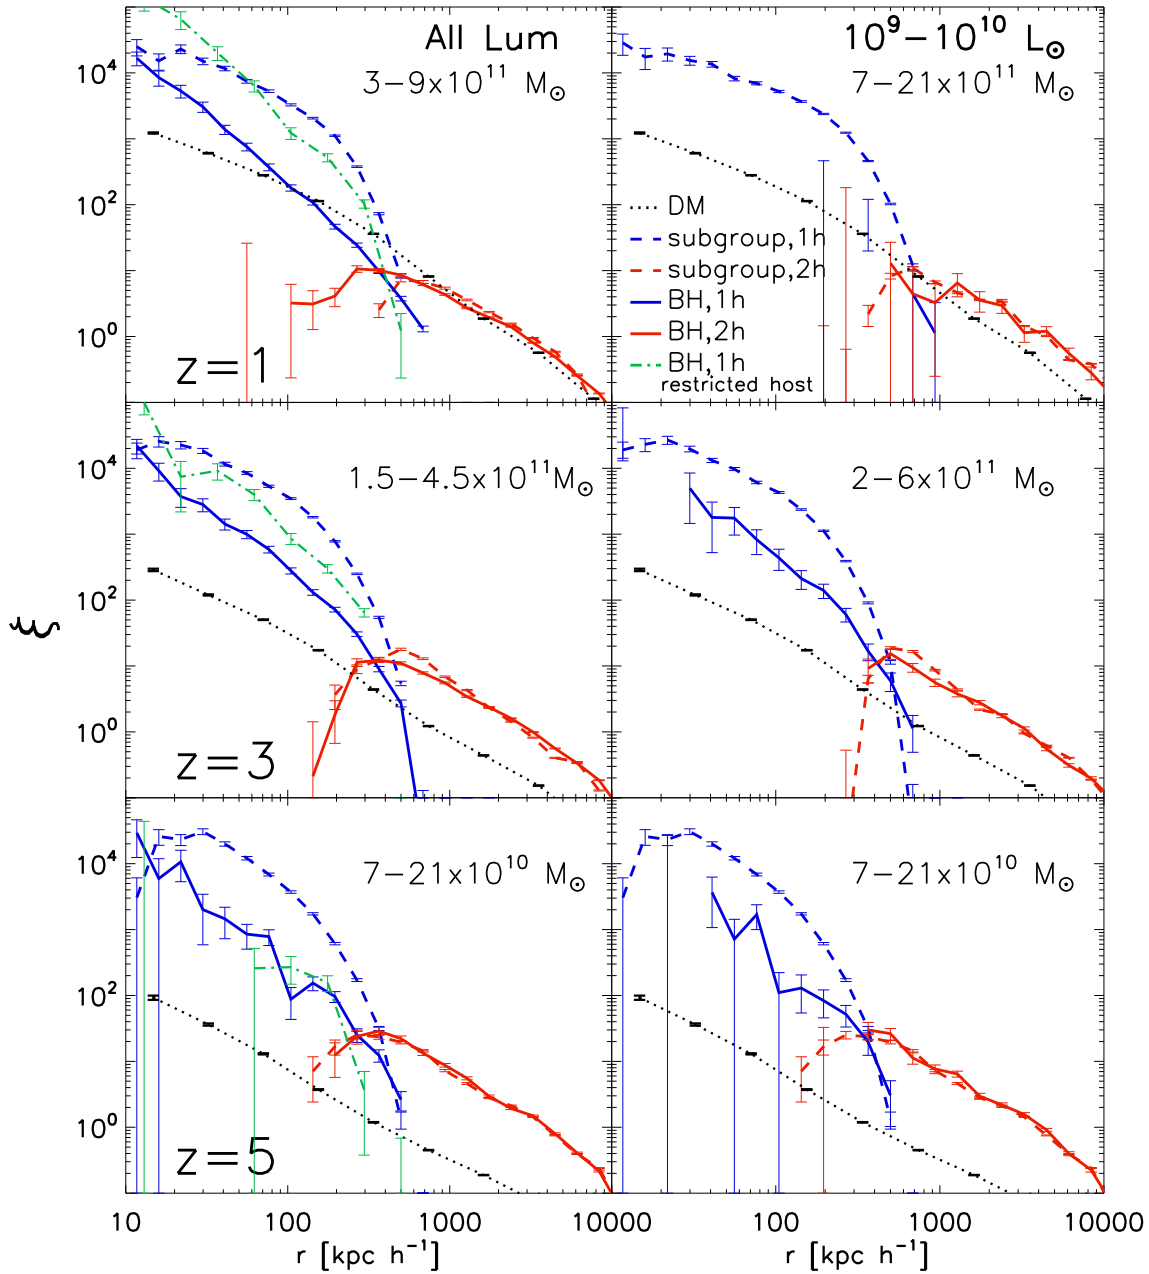 All Lum
3−9x10¹¹ M⊙
10⁹−10¹⁰ L⊙
7−21x10¹¹ M⊙
10⁴
10²
10⁰
DM
subgroup,1h
subgroup,2h
BH,1h
BH,2h
BH,1h
restricted host
z=1
1.5−4.5x10¹¹M⊙
2−6x10¹¹ M⊙
10⁴
10²
10⁰
ξ
z=3
7−21x10¹⁰ M⊙
7−21x10¹⁰ M⊙
10⁴
10²
10⁰
z=5
10 100 1000 10000 100 1000 10000
r [kpc h⁻¹] r [kpc h⁻¹]